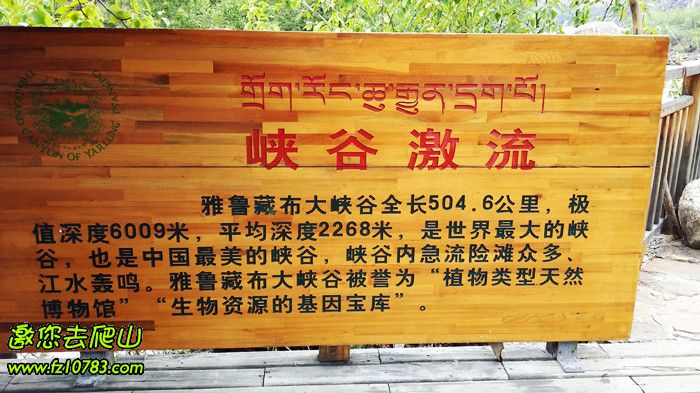 གྲོག་རོང་ཆུ་རྒྱུན་དྲག་པོ།
峡谷激流
雅鲁藏布大峡谷全长504.6公里，极
值深度6009米，平均深度2268米，是世界最大的峡
谷，也是中国最美的峡谷，峡谷内急流险滩众多、
江水轰鸣。雅鲁藏布大峡谷被誉为“植物类型天然
博物馆”“生物资源的基因宝库”。
邀您去爬山
www.fz10783.com